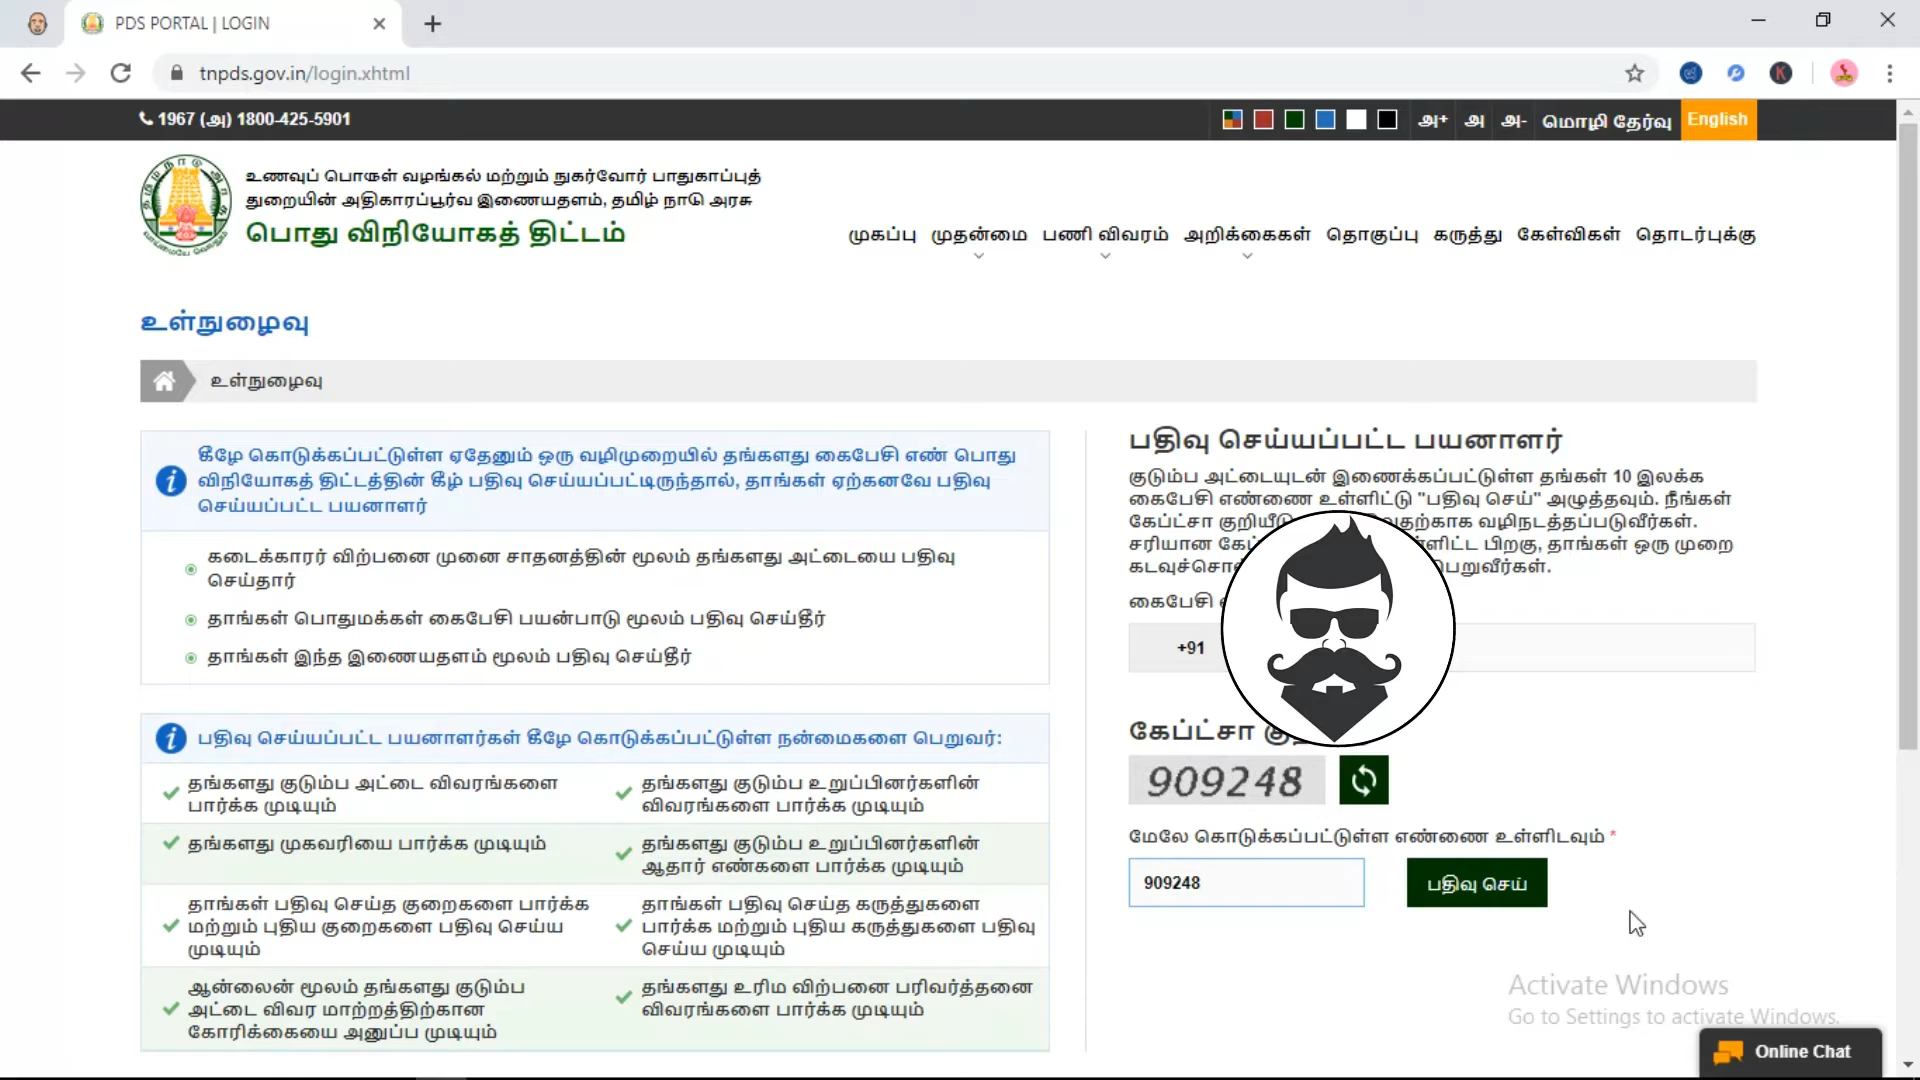 PDS PORTAL | LOGIN
tnpds.gov.in/login.xhtml
1967 (அ) 1800-425-5901
அ+ அ அ- மொழி தேர்வு English
உணவுப் பொருள் வழங்கல் மற்றும் நுகர்வோர் பாதுகாப்புத்
துறையின் அதிகாரப்பூர்வ இணையதளம், தமிழ் நாடு அரசு
பொது விநியோகத் திட்டம்
முகப்பு முதன்மை பணி விவரம் அறிக்கைகள் தொகுப்பு கருத்து கேள்விகள் தொடர்புக்கு
உள்நுழைவு
உள்நுழைவு
கீழே கொடுக்கப்பட்டுள்ள ஏதேனும் ஒரு வழிமுறையில் தங்களது கைபேசி எண் பொது
விநியோகத் திட்டத்தின் கீழ் பதிவு செய்யப்பட்டிருந்தால், தாங்கள் ஏற்கனவே பதிவு
செய்யப்பட்ட பயனாளர்
கடைக்காரர் விற்பனை முனை சாதனத்தின் மூலம் தங்களது அட்டையை பதிவு
செய்தார்
தாங்கள் பொதுமக்கள் கைபேசி பயன்பாடு மூலம் பதிவு செய்தீர்
தாங்கள் இந்த இணையதளம் மூலம் பதிவு செய்தீர்
பதிவு செய்யப்பட்ட பயனாளர்கள் கீழே கொடுக்கப்பட்டுள்ள நன்மைகளை பெறுவர்:
தங்களது குடும்ப அட்டை விவரங்களை
பார்க்க முடியும்
தங்களது குடும்ப உறுப்பினர்களின்
விவரங்களை பார்க்க முடியும்
தங்களது முகவரியை பார்க்க முடியும்
தங்களது குடும்ப உறுப்பினர்களின்
ஆதார் எண்களை பார்க்க முடியும்
தாங்கள் பதிவு செய்த குறைகளை பார்க்க
மற்றும் புதிய குறைகளை பதிவு செய்ய
முடியும்
தாங்கள் பதிவு செய்த கருத்துகளை
பார்க்க மற்றும் புதிய கருத்துகளை பதிவு
செய்ய முடியும்
ஆன்லைன் மூலம் தங்களது குடும்ப
அட்டை விவர மாற்றத்திற்கான
கோரிக்கையை அனுப்ப முடியும்
தங்களது உரிம விற்பனை பரிவர்த்தனை
விவரங்களை பார்க்க முடியும்
பதிவு செய்யப்பட்ட பயனாளர்
குடும்ப அட்டையுடன் இணைக்கப்பட்டுள்ள தங்கள் 10 இலக்க
கைபேசி எண்ணை உள்ளிட்டு "பதிவு செய்" அழுத்தவும். நீங்கள்
கேப்ட்சா குறியீடு வழிநடத்தப்படுவீர்கள்.
சரியான பிறகு, தாங்கள் ஒரு முறை
பெறுவீர்கள்.
கைபேசி
+91
கேப்ட்சா
909248
மேலே கொடுக்கப்பட்டுள்ள எண்ணை உள்ளிடவும் *
909248
பதிவு செய்
Activate Windows
Go to Settings to activate Windows.
Online Chat